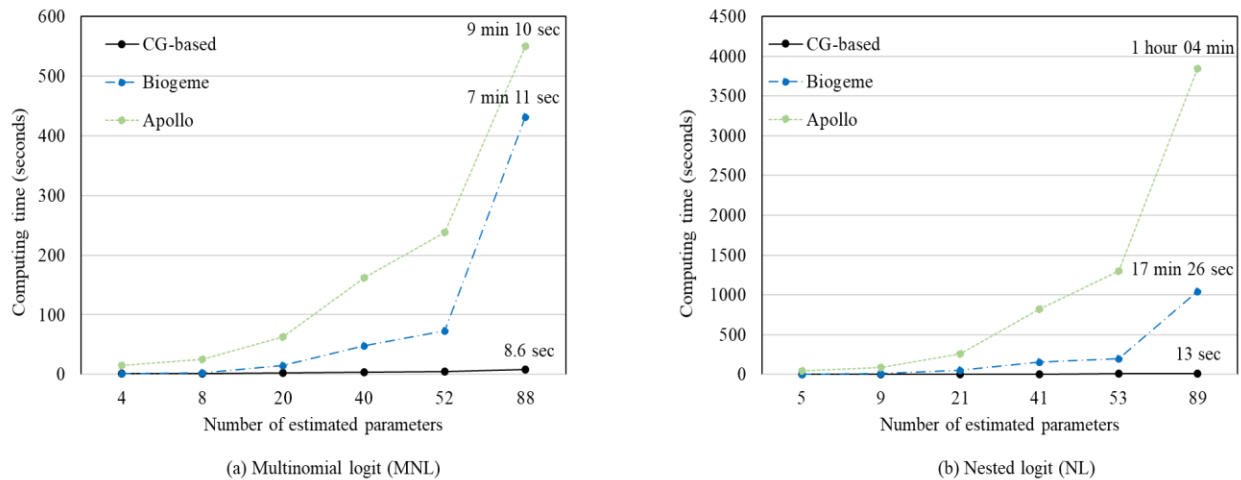 600
500
400
300
200
100
0
Computing time (seconds)
CG-based
Biogeme
Apollo
9 min 10 sec
7 min 11 sec
8.6 sec
4 8 20 40 52 88
Number of estimated parameters
(a) Multinomial logit (MNL)
4500
4000
3500
3000
2500
2000
1500
1000
500
0
Computing time (seconds)
CG-based
Biogeme
Apollo
1 hour 04 min
17 min 26 sec
13 sec
5 9 21 41 53 89
Number of estimated parameters
(b) Nested logit (NL)